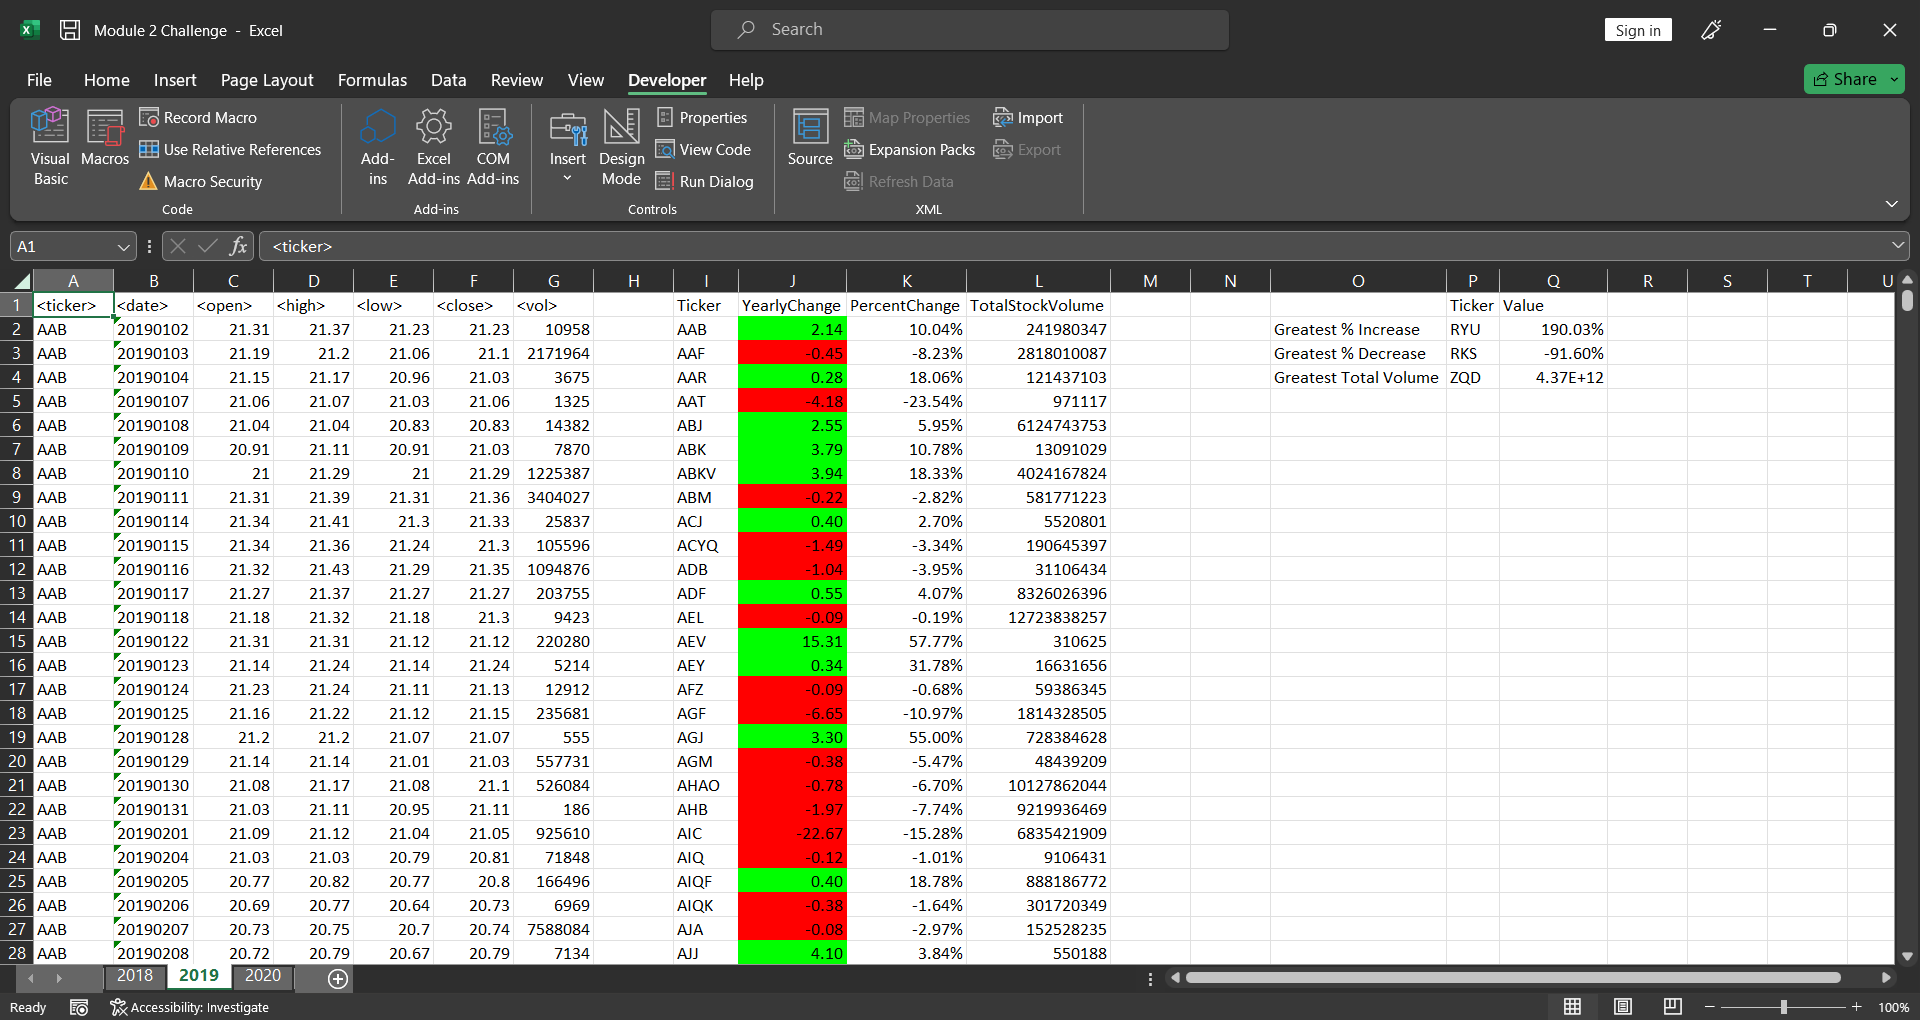 Module 2 Challenge - Excel
Search
Sign in
File Home Insert Page Layout Formulas Data Review View Developer Help
Share
Visual Basic
Macros
Record Macro
Use Relative References
Macro Security
Code
Add-ins
Excel Add-ins
COM Add-ins
Add-ins
Insert
Design Mode
Properties
View Code
Run Dialog
Controls
Source
Map Properties
Expansion Packs
Refresh Data
Import
Export
XML
A1 fx <ticker>
A B C D E F G H I J K L M N O P Q R S T U
1 <ticker> <date> <open> <high> <low> <close> <vol> Ticker YearlyChange PercentChange TotalStockVolume Ticker Value
2 AAB 20190102 21.31 21.37 21.23 21.23 10958 AAB 2.14 10.04% 241980347 Greatest % Increase RYU 190.03%
3 AAB 20190103 21.19 21.2 21.06 21.1 2171964 AAF -0.45 -8.23% 2818010087 Greatest % Decrease RKS -91.60%
4 AAB 20190104 21.15 21.17 20.96 21.03 3675 AAR 0.28 18.06% 121437103 Greatest Total Volume ZQD 4.37E+12
5 AAB 20190107 21.06 21.07 21.03 21.06 1325 AAT -4.18 -23.54% 971117
6 AAB 20190108 21.04 21.04 20.83 20.83 14382 ABJ 2.55 5.95% 6124743753
7 AAB 20190109 20.91 21.11 20.91 21.03 7870 ABK 3.79 10.78% 13091029
8 AAB 20190110 21 21.29 21 21.29 1225387 ABKV 3.94 18.33% 4024167824
9 AAB 20190111 21.31 21.39 21.31 21.36 3404027 ABM -0.22 -2.82% 581771223
10 AAB 20190114 21.34 21.41 21.3 21.33 25837 ACJ 0.40 2.70% 5520801
11 AAB 20190115 21.34 21.36 21.24 21.3 105596 ACYQ -1.49 -3.34% 190645397
12 AAB 20190116 21.32 21.43 21.29 21.35 1094876 ADB -1.04 -3.95% 31106434
13 AAB 20190117 21.27 21.37 21.27 21.27 203755 ADF 0.55 4.07% 8326026396
14 AAB 20190118 21.18 21.32 21.18 21.3 9423 AEL -0.09 -0.19% 12723838257
15 AAB 20190122 21.31 21.31 21.12 21.12 220280 AEV 15.31 57.77% 310625
16 AAB 20190123 21.14 21.24 21.14 21.24 5214 AEY 0.34 31.78% 16631656
17 AAB 20190124 21.23 21.24 21.11 21.13 12912 AFZ -0.09 -0.68% 59386345
18 AAB 20190125 21.16 21.22 21.12 21.15 235681 AGF -6.65 -10.97% 1814328505
19 AAB 20190128 21.2 21.2 21.07 21.07 555 AGJ 3.30 55.00% 728384628
20 AAB 20190129 21.14 21.14 21.01 21.03 557731 AGM -0.38 -5.47% 48439209
21 AAB 20190130 21.08 21.17 21.08 21.1 526084 AHAO -0.78 -6.70% 10127862044
22 AAB 20190131 21.03 21.11 20.95 21.11 186 AHB -1.97 -7.74% 9219936469
23 AAB 20190201 21.09 21.12 21.04 21.05 925610 AIC -22.67 -15.28% 6835421909
24 AAB 20190204 21.03 21.03 20.79 20.81 71848 AIQ -0.12 -1.01% 9106431
25 AAB 20190205 20.77 20.82 20.77 20.8 166496 AIQF 0.40 18.78% 888186772
26 AAB 20190206 20.69 20.77 20.64 20.73 6969 AIQK -0.38 -1.64% 301720349
27 AAB 20190207 20.73 20.75 20.7 20.74 7588084 AJA -0.08 -2.97% 152528235
28 AAB 20190208 20.72 20.79 20.67 20.79 7134 AJJ 4.10 3.84% 550188
2018 2019 2020
Ready Accessibility: Investigate 100%